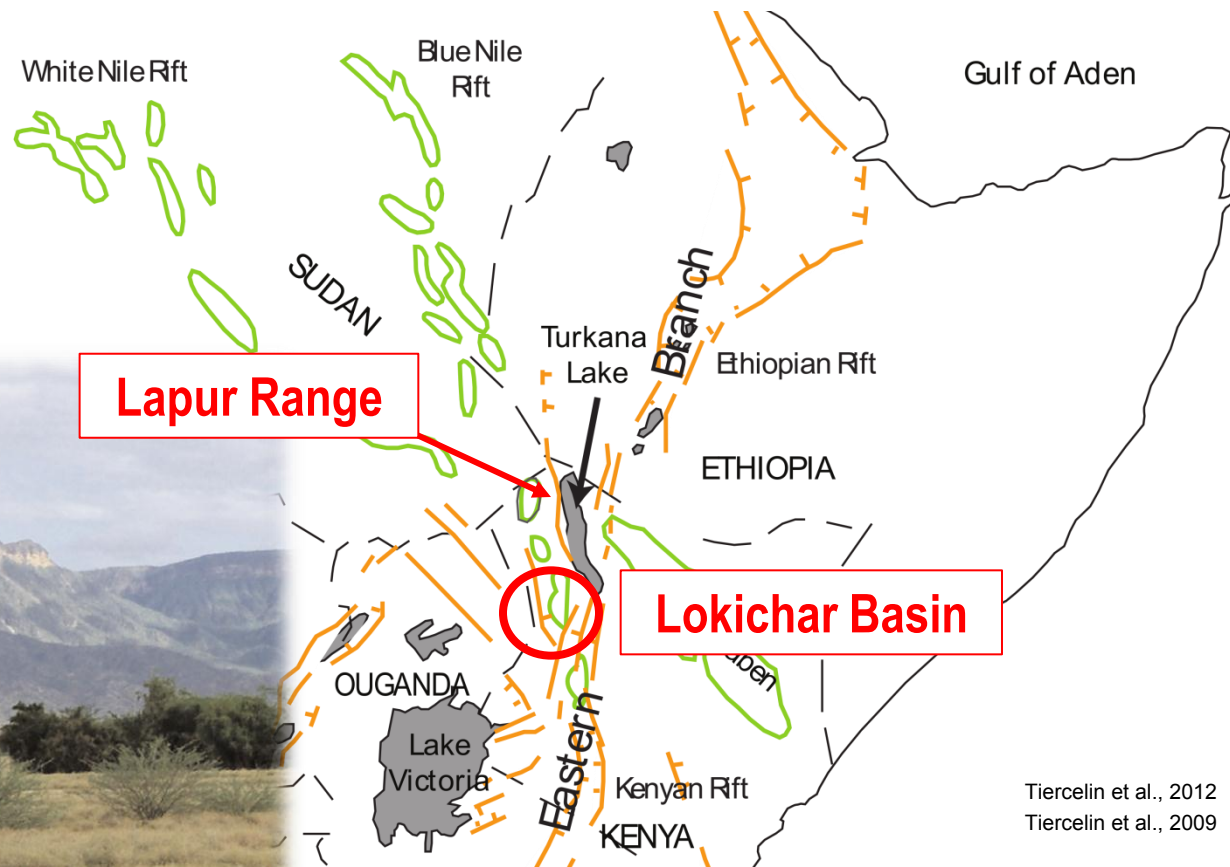 White Nile Rift
Blue Nile
Rift
Gulf of Aden
SUDAN
Branch
Turkana
Lake
Ethiopian Rift
Lapur Range
ETHIOPIA
Lokichar Basin
OUGANDA
Lake
Victoria
Eastern
Kenyan Rift
KENYA
Tiercelin et al., 2012
Tiercelin et al., 2009